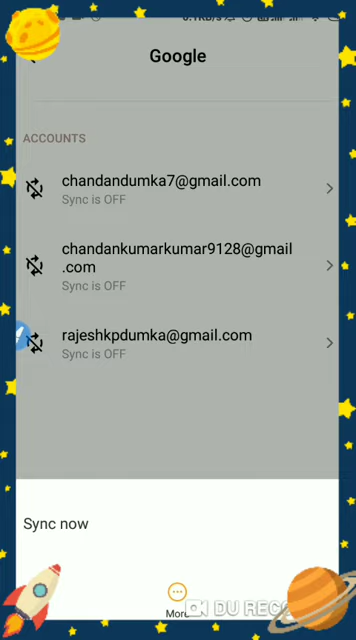 Google
ACCOUNTS
chandandumka7@gmail.com
Sync is OFF
chandankumarkumar9128@gmail
.com
Sync is OFF
rajeshkpdumka@gmail.com
Sync is OFF
Sync now
More
DU REC